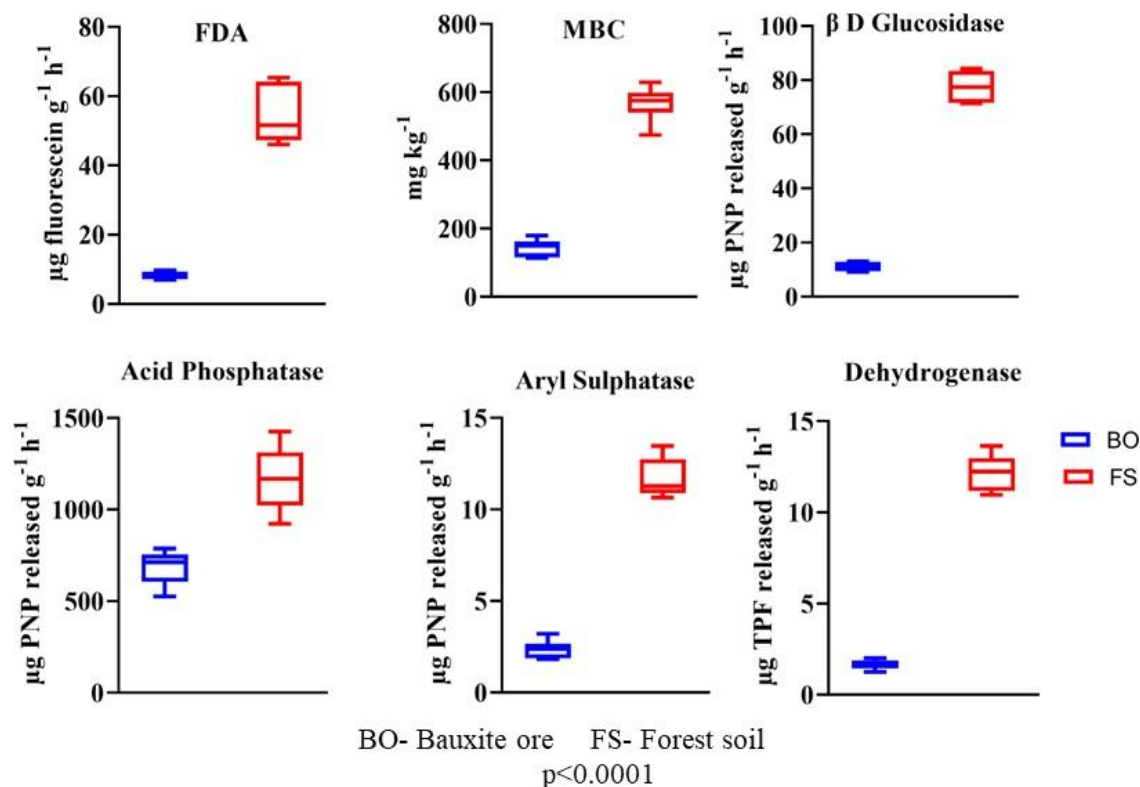 FDA
µg fluorescein g⁻¹ h⁻¹
80
60
40
20
0
MBC
mg kg⁻¹
800
600
400
200
0
β D Glucosidase
µg PNP released g⁻¹ h⁻¹
100
80
60
40
20
0
Acid Phosphatase
µg PNP released g⁻¹ h⁻¹
1500
1000
500
0
Aryl Sulphatase
µg PNP released g⁻¹ h⁻¹
15
10
5
0
Dehydrogenase
µg TPF released g⁻¹ h⁻¹
15
10
5
0
BO
FS
BO- Bauxite ore FS- Forest soil
p<0.0001